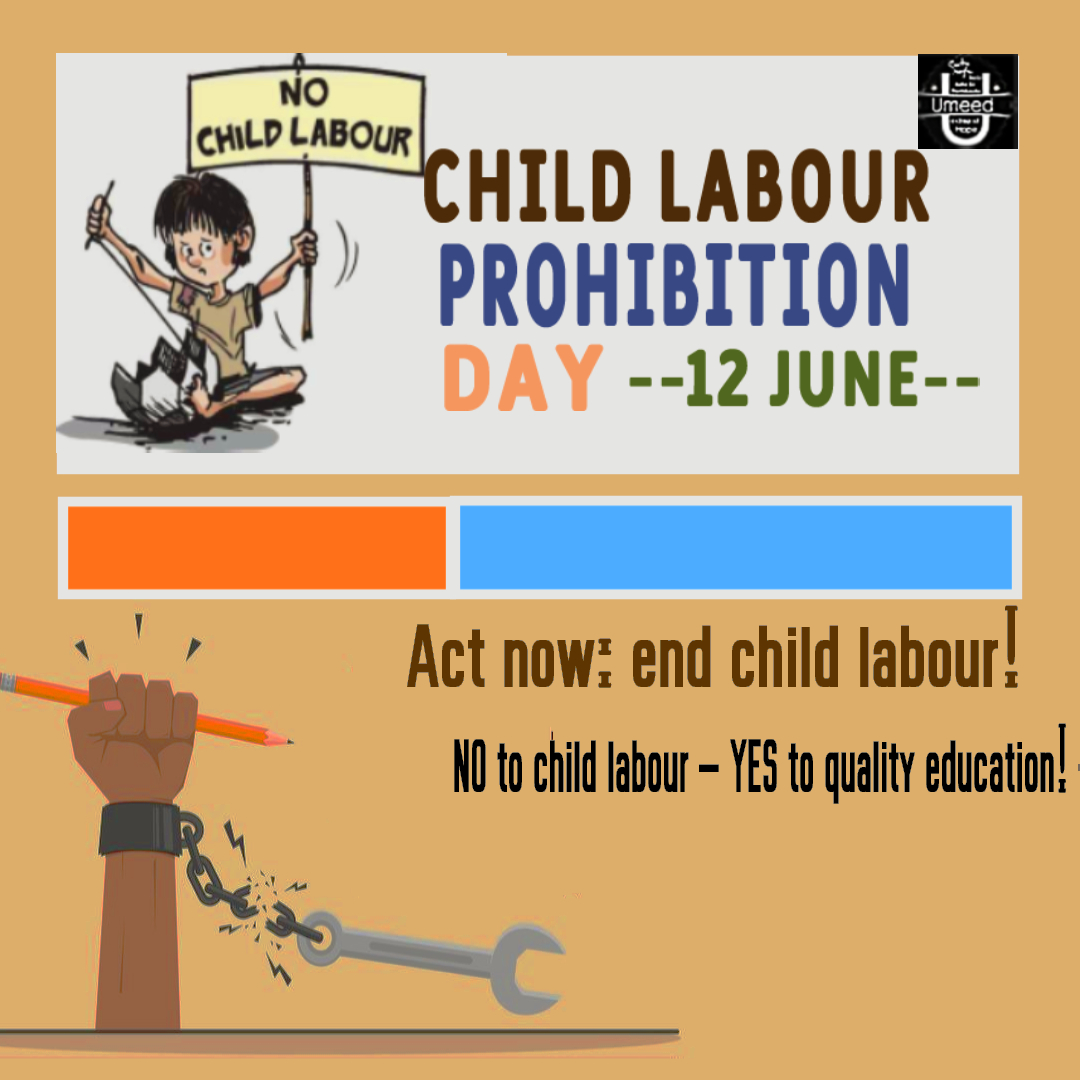 NO
CHILD LABOUR
Umeed
CHILD LABOUR
PROHIBITION
DAY --12 JUNE--
Act now: end child labour!
NO to child labour – YES to quality education!